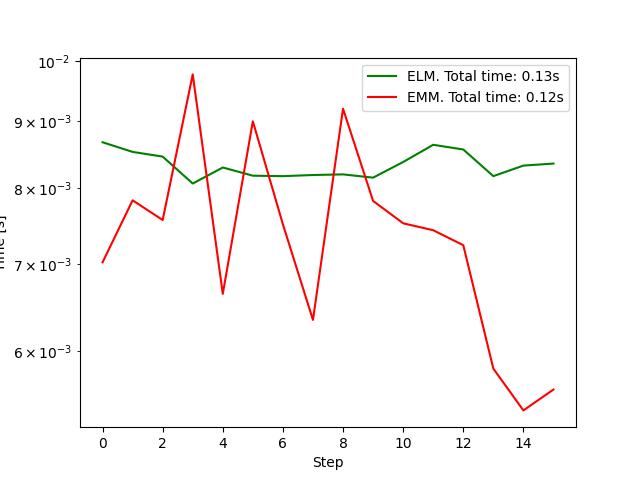 ELM. Total time: 0.13s
EMM. Total time: 0.12s
10⁻²
9 × 10⁻³
8 × 10⁻³
7 × 10⁻³
6 × 10⁻³
Time [s]
0 2 4 6 8 10 12 14
Step